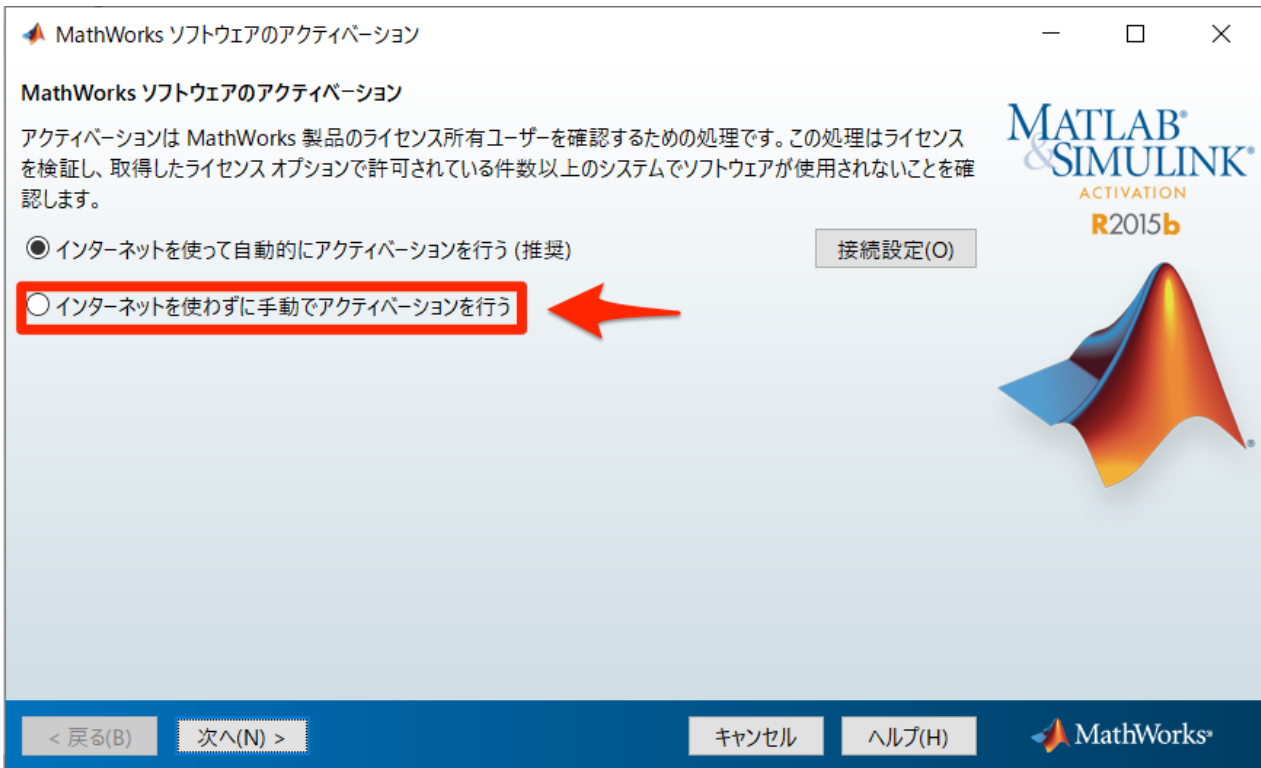 MathWorks ソフトウェアのアクティベーション
MathWorks ソフトウェアのアクティベーション
アクティベーションは MathWorks 製品のライセンス所有ユーザーを確認するための処理です。この処理はライセンス
を検証し、取得したライセンス オプションで許可されている件数以上のシステムでソフトウェアが使用されないことを確
認します。
インターネットを使って自動的にアクティベーションを行う (推奨)
接続設定(O)
インターネットを使わずに手動でアクティベーションを行う
MATLAB®
&SIMULINK®
ACTIVATION
R2015b
®
< 戻る(B)
次へ(N) >
キャンセル
ヘルプ(H)
MathWorks®